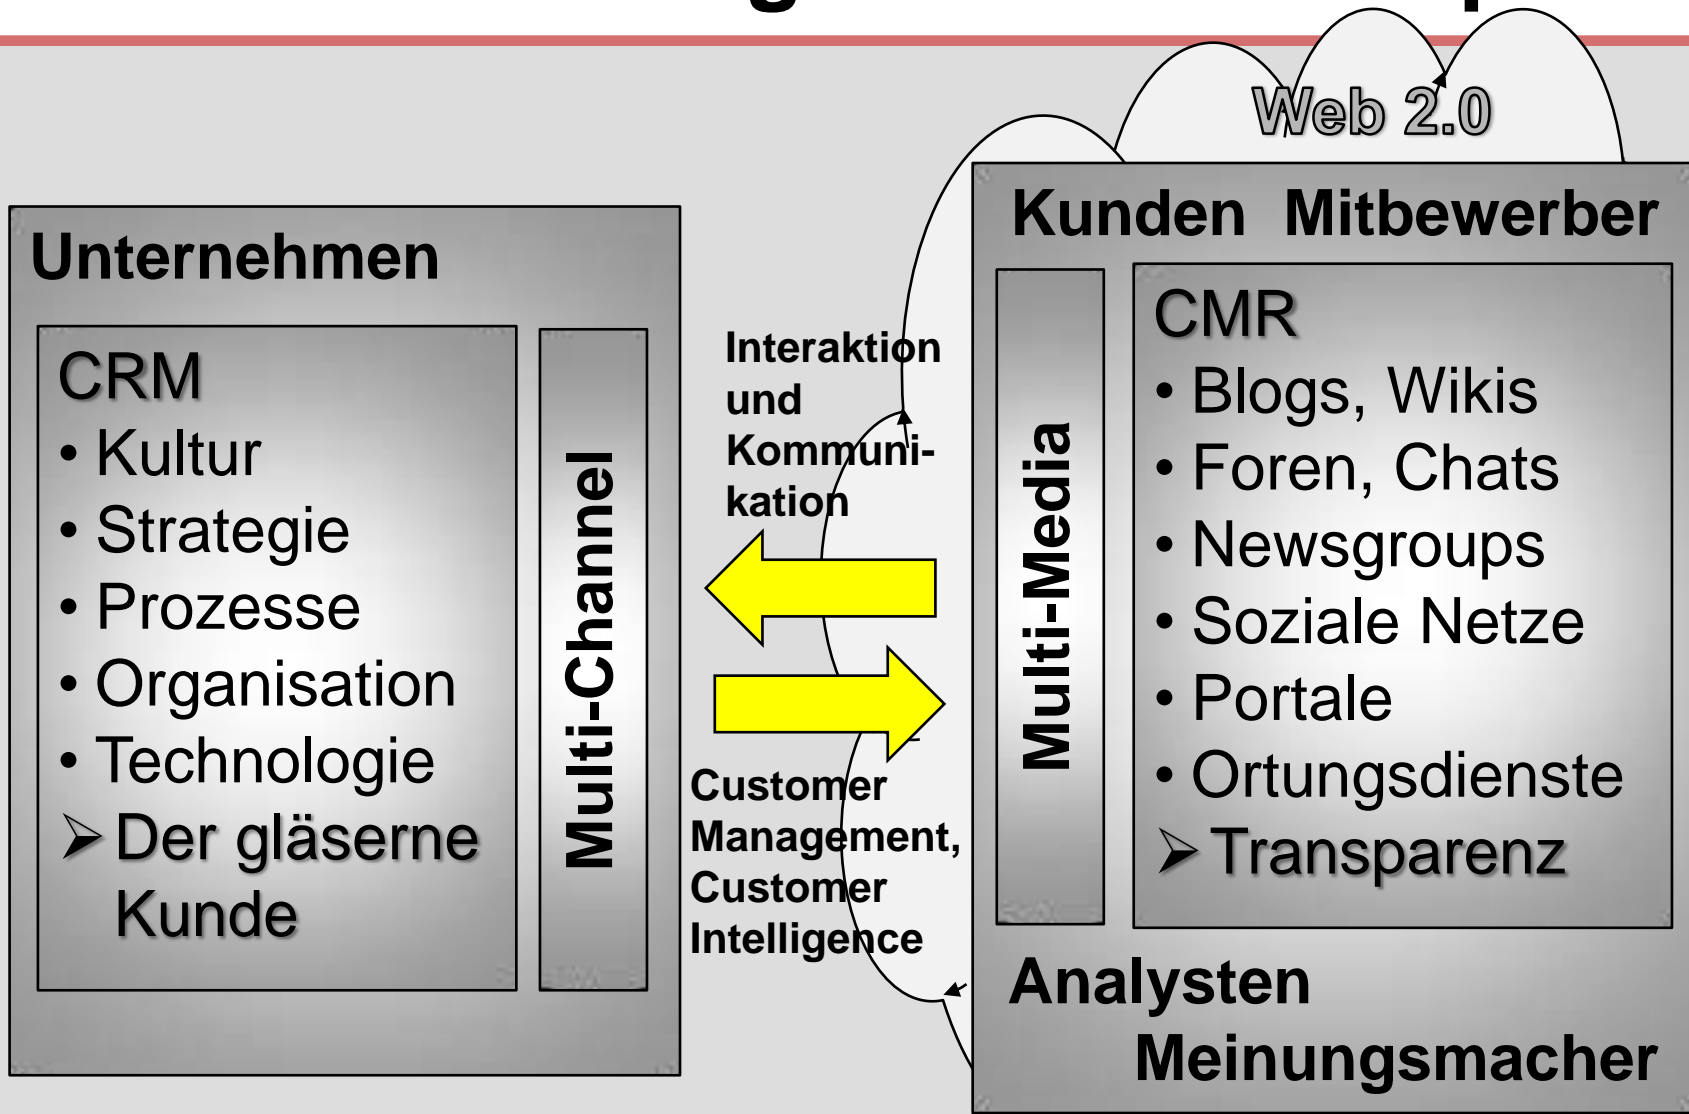 Web 2.0
Unternehmen
CRM
• Kultur
• Strategie
• Prozesse
• Organisation
• Technologie
➢ Der gläserne
Kunde
Multi-Channel
Interaktion
und
Kommuni-
kation
Customer
Management,
Customer
Intelligence
Kunden Mitbewerber
Multi-Media
CMR
• Blogs, Wikis
• Foren, Chats
• Newsgroups
• Soziale Netze
• Portale
• Ortungsdienste
➢ Transparenz
Analysten
Meinungsmacher